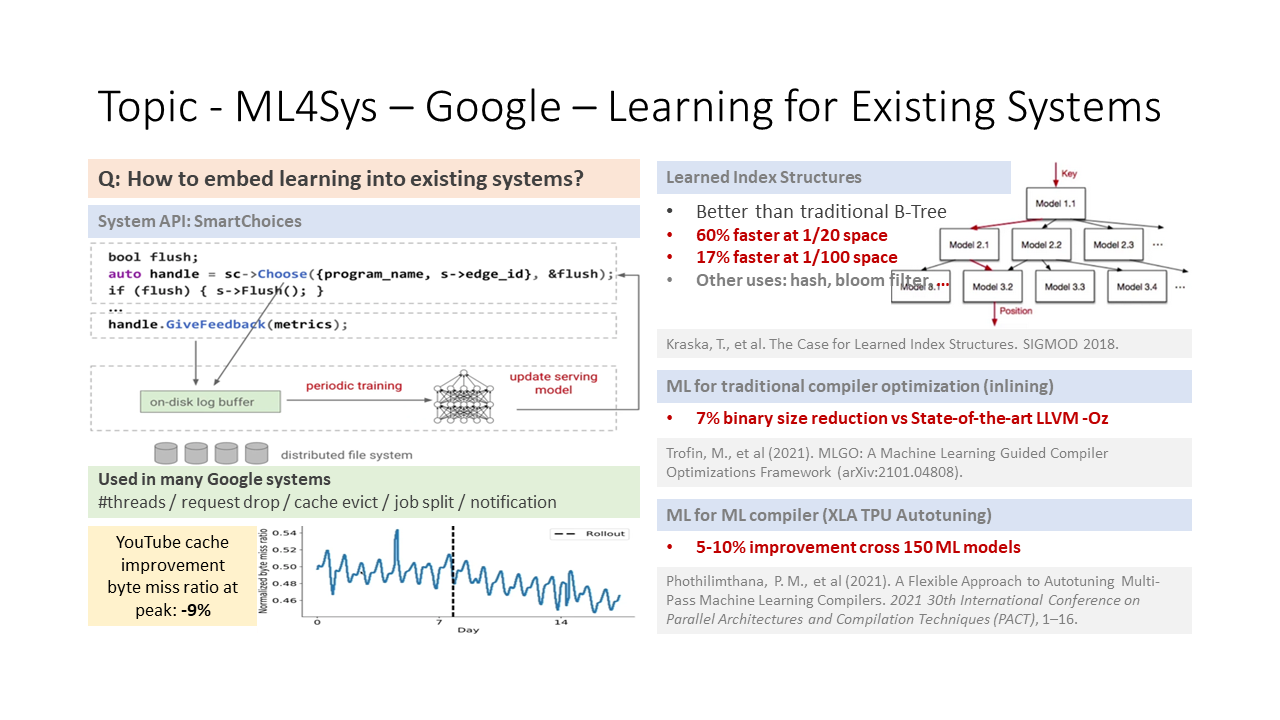 Topic - ML4Sys – Google – Learning for Existing Systems
Q: How to embed learning into existing systems?
System API: SmartChoices
bool flush;
auto handle = sc->Choose({program_name, s->edge_id}, &flush);
if (flush) { s->Flush(); }
…
handle.GiveFeedback(metrics);
on-disk log buffer
periodic training
update serving
model
distributed file system
Used in many Google systems
#threads / request drop / cache evict / job split / notification
YouTube cache
improvement
byte miss ratio at
peak: -9%
Normalized byte miss ratio
0.54
0.52
0.50
0.48
0.46
Rollout
0
7
14
Day
Learned Index Structures
• Better than traditional B-Tree
• 60% faster at 1/20 space
• 17% faster at 1/100 space
• Other uses: hash, bloom filter, …
Key
Model 1.1
Model 2.1
Model 2.2
Model 2.3
...
Model 3.1
Model 3.2
Model 3.3
Model 3.4
...
Position
Kraska, T., et al. The Case for Learned Index Structures. SIGMOD 2018.
ML for traditional compiler optimization (inlining)
• 7% binary size reduction vs State-of-the-art LLVM -Oz
Trofin, M., et al (2021). MLGO: A Machine Learning Guided Compiler
Optimizations Framework (arXiv:2101.04808).
ML for ML compiler (XLA TPU Autotuning)
• 5-10% improvement cross 150 ML models
Phothilimthana, P. M., et al (2021). A Flexible Approach to Autotuning Multi-
Pass Machine Learning Compilers. 2021 30th International Conference on
Parallel Architectures and Compilation Techniques (PACT), 1–16.